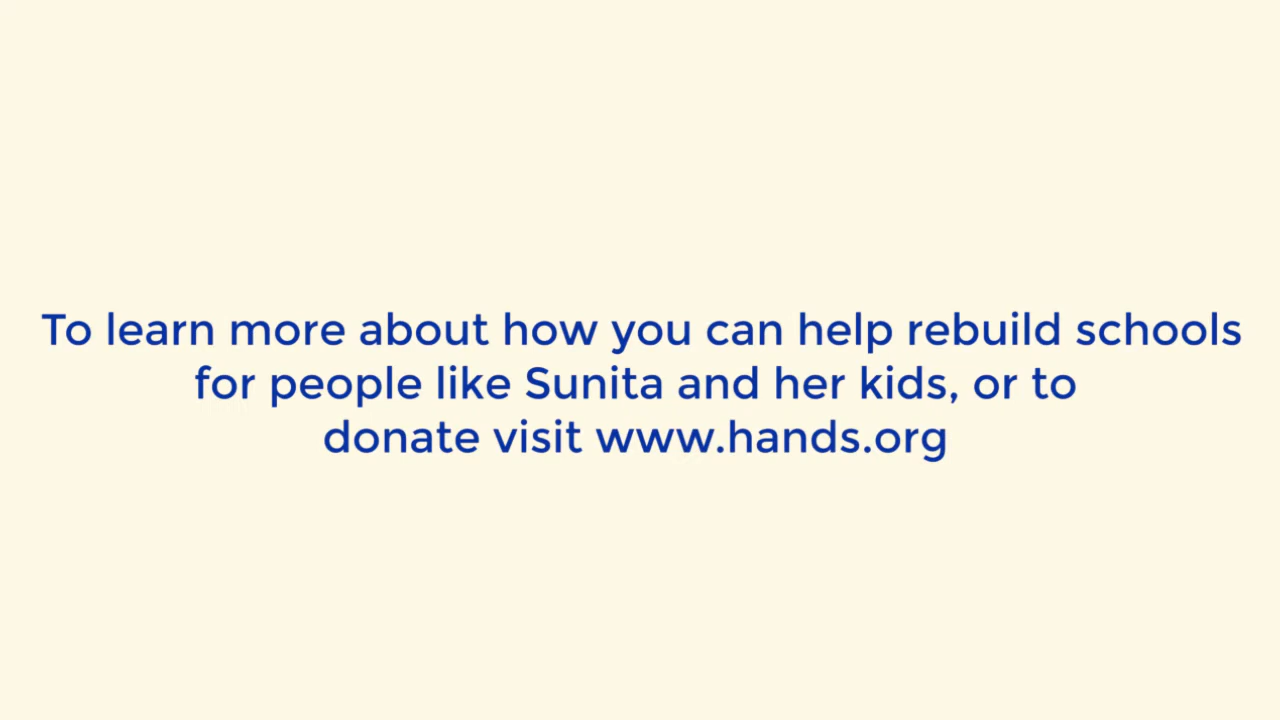 To learn more about how you can help rebuild schools
for people like Sunita and her kids, or to
donate visit www.hands.org